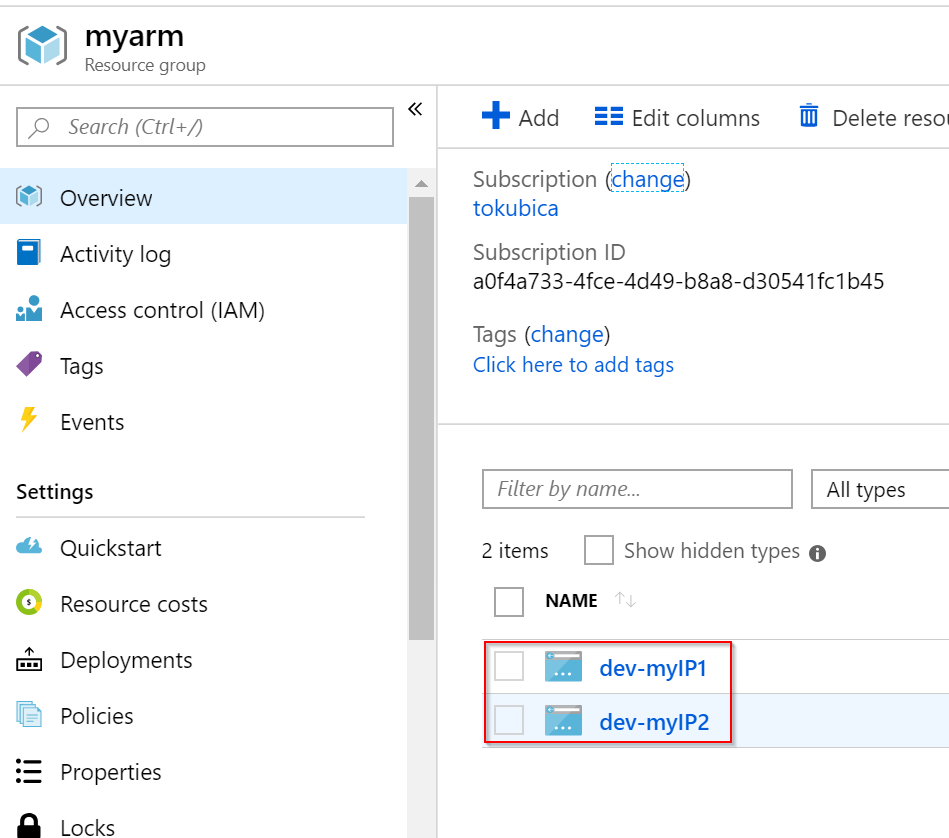 myarm
Resource group
Search (Ctrl+/)
«
Overview
Activity log
Access control (IAM)
Tags
Events
Settings
Quickstart
Resource costs
Deployments
Policies
Properties
Locks
Add
Edit columns
Delete resou
Subscription (change)
tokubica
Subscription ID
a0f4a733-4fce-4d49-b8a8-d30541fc1b45
Tags (change)
Click here to add tags
Filter by name...
All types
2 items
Show hidden types
NAME
dev-myIP1
dev-myIP2